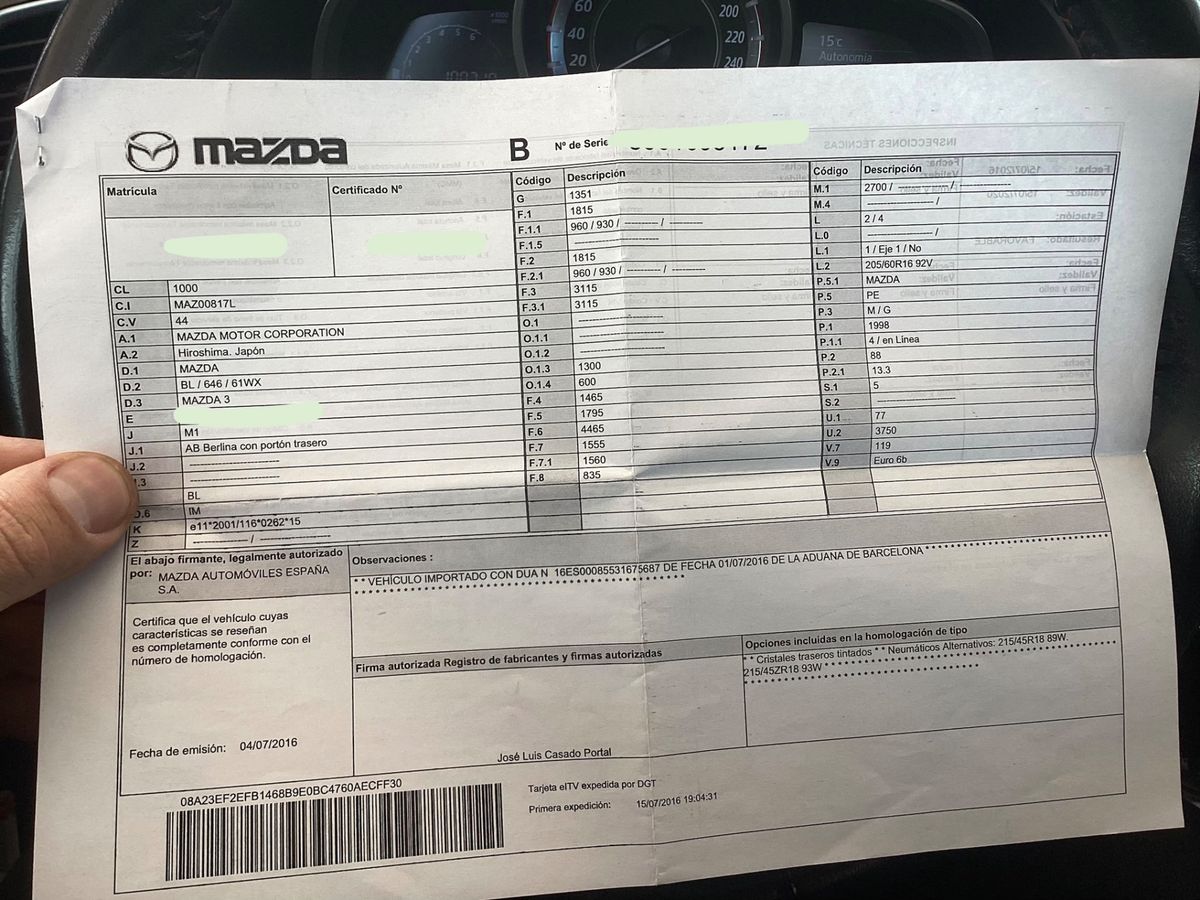 60
40
20
200
220
240
15c
Autonomía
mazda
B
Nº de Serie
Matrícula
Certificado Nº
CL 1000
C.I MAZ00817L
C.V 44
A.1 MAZDA MOTOR CORPORATION
A.2 Hiroshima. Japón
D.1 MAZDA
D.2 BL / 646 / 61WX
D.3 MAZDA 3
E
J M1
J.1 AB Berlina con portón trasero
J.2 --------------------------
.3 --------------------------
BL
D.6 IM
K e11*2001/116*0262*15
Z ----------------- / --------------------
Código Descripción
G 1351
F.1 1815
F.1.1 960 / 930 / ---------- / ----------
F.1.5 --------------------------
F.2 1815
F.2.1 960 / 930 / ---------- / ----------
F.3 3115
F.3.1 3115
O.1 --------------------------
O.1.1 --------------------------
O.1.2 --------------------------
O.1.3 1300
O.1.4 600
F.4 1465
F.5 1795
F.6 4465
F.7 1555
F.7.1 1560
F.8 835
Código Descripción
M.1 2700 / --------------- / ---------------
M.4 -------------------- /
L 2 / 4
L.0 -------------------- /
L.1 1 / Eje 1 / No
L.2 205/60R16 92V
P.5.1 MAZDA
P.5 PE
P.3 M / G
P.1 1998
P.1.1 4 / en Línea
P.2 88
P.2.1 13.3
S.1 5
S.2 --------------------------
U.1 77
U.2 3750
V.7 119
V.9 Euro 6b
El abajo firmante, legalmente autorizado
por: MAZDA AUTOMÓVILES ESPAÑA
S.A.
Certifica que el vehículo cuyas
características se reseñan
es completamente conforme con el
número de homologación.
Fecha de emisión: 04/07/2016
Observaciones :
* * VEHÍCULO IMPORTADO CON DUA N 16ES00085531675687 DE FECHA 01/07/2016 DE LA ADUANA DE BARCELONA * * * * * * * * * * * * * * * * * * * * * * * * * *
* * * * * * * * * * * * * * * * * * * * * * * * * * * * * * * * * * * * * * * * * * * * * *
Firma autorizada Registro de fabricantes y firmas autorizadas
José Luis Casado Portal
Opciones incluidas en la homologación de tipo
* * Cristales traseros tintados * * Neumáticos Alternativos: 215/45R18 89W.
215/45ZR18 93W * * * * * * * * * * * * * * * * * * * * * * * * * * * * * * * * * * * * * * * *
* * * * * * * * * * * * * * * * * * * * * * * * * * * * * * * *
08A23EF2EFB1468B9E0BC4760AECFF30
Tarjeta eITV expedida por DGT
Primera expedición: 15/07/2016 19:04:31